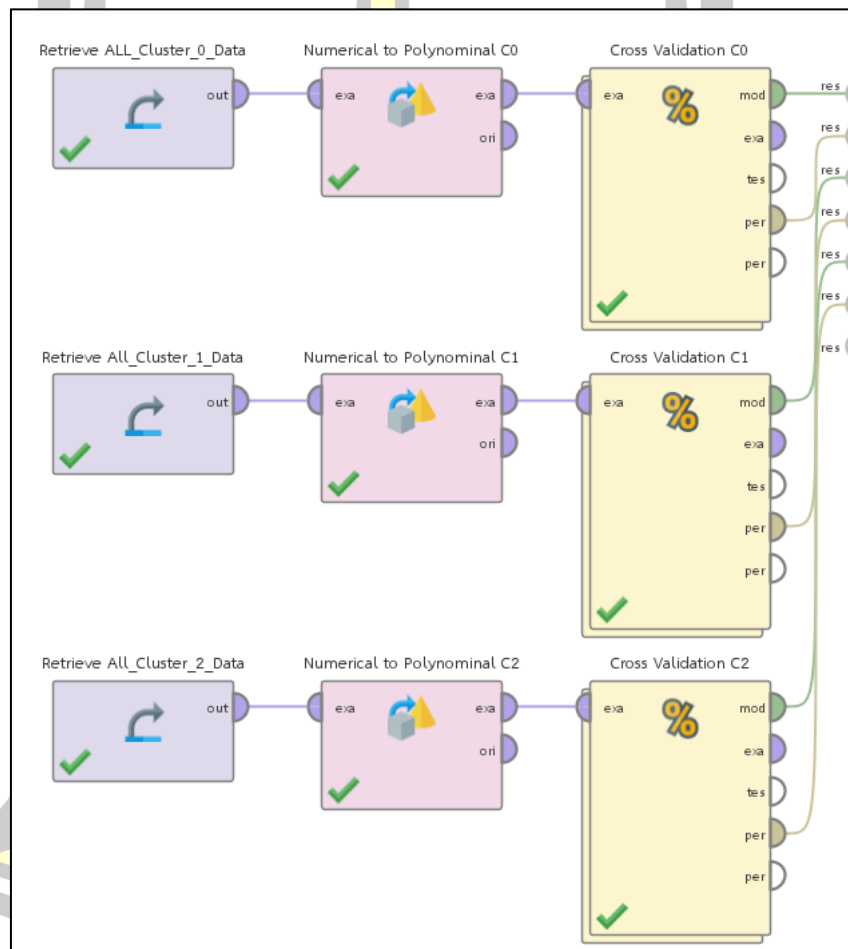 Retrieve ALL_Cluster_0_Data
Numerical to Polynominal C0
Cross Validation C0
out
exa
exa
ori
exa
mod
exa
tes
per
per
res
res
res
res
res
res
res
Retrieve All_Cluster_1_Data
Numerical to Polynominal C1
Cross Validation C1
out
exa
exa
ori
exa
mod
exa
tes
per
per
Retrieve All_Cluster_2_Data
Numerical to Polynominal C2
Cross Validation C2
out
exa
exa
ori
exa
mod
exa
tes
per
per